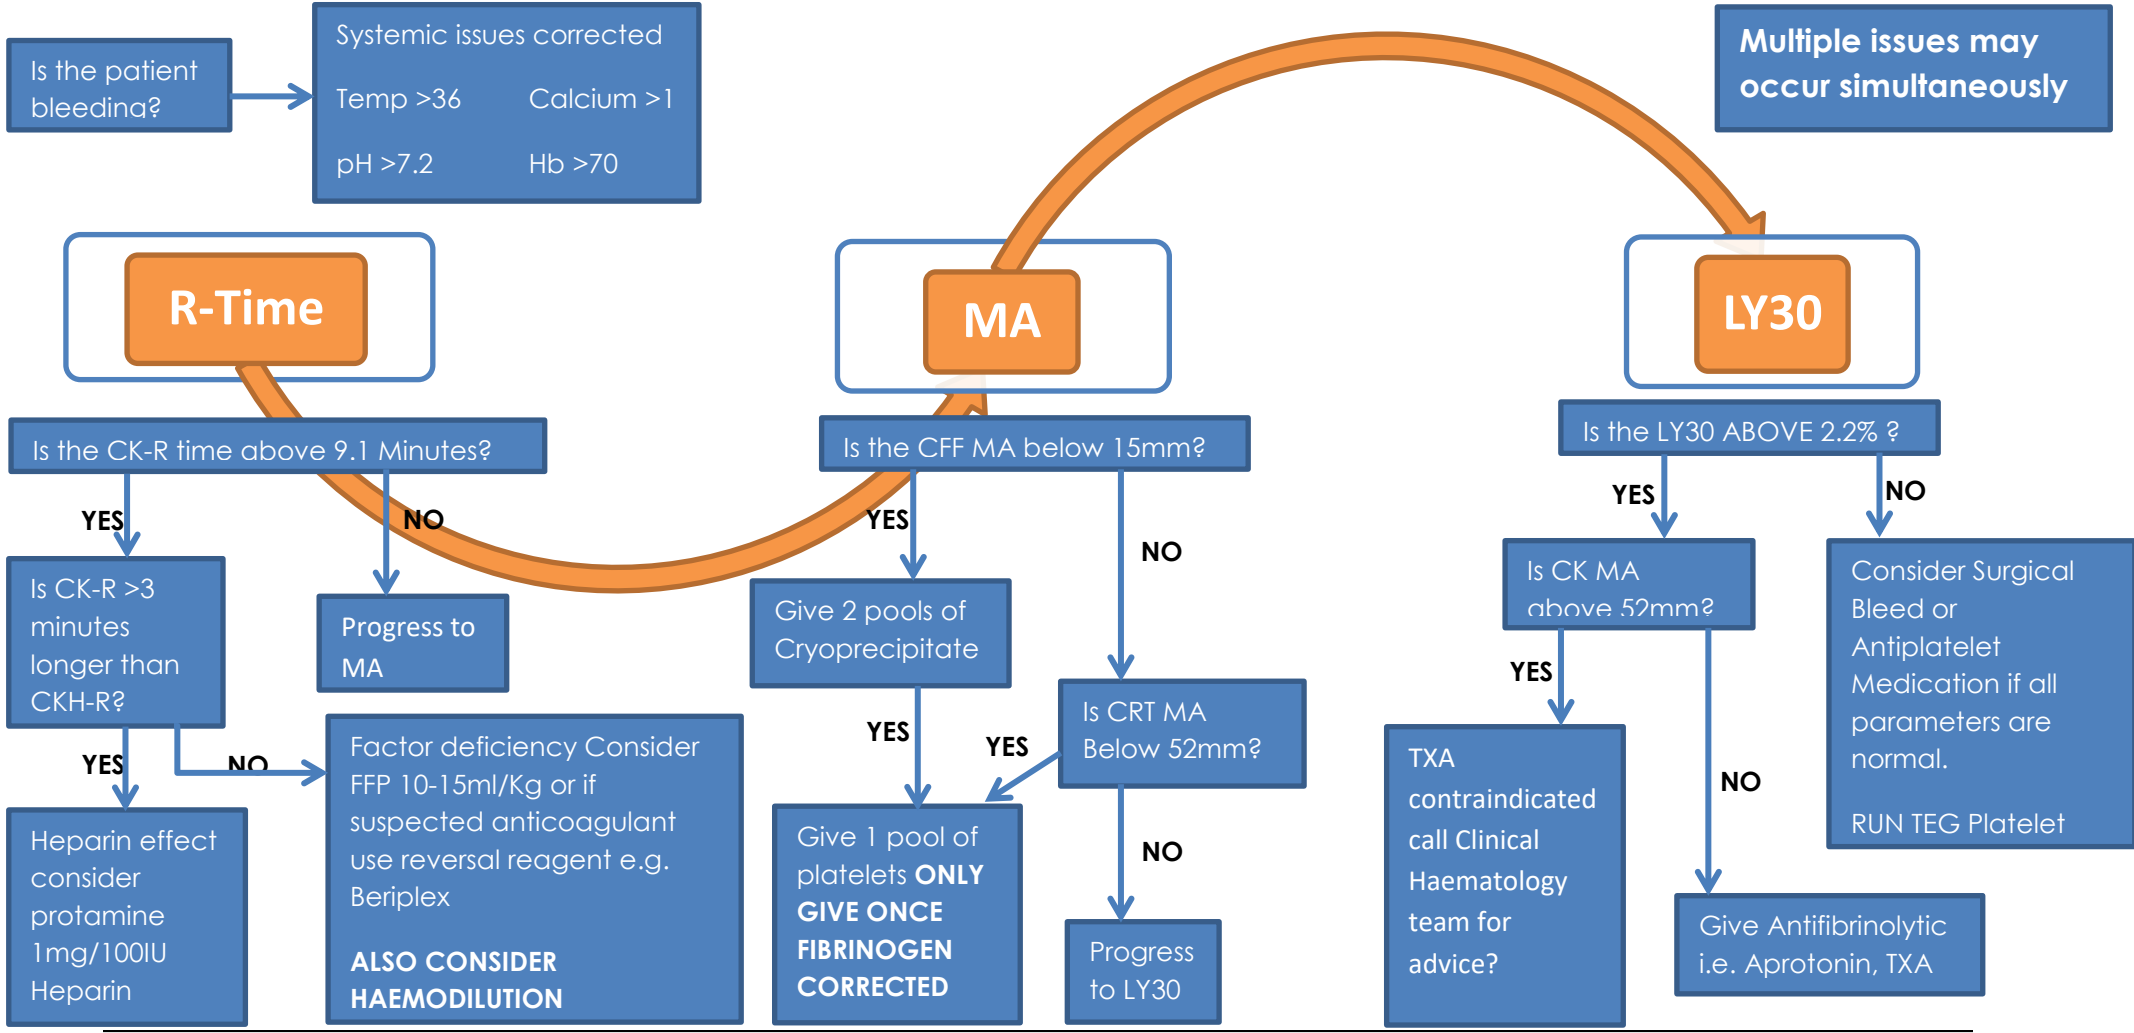 Is the patient
bleeding?
Systemic issues corrected
Temp >36 Calcium >1
pH >7.2 Hb >70
Multiple issues may
occur simultaneously
R-Time
MA
LY30
Is the CK-R time above 9.1 Minutes?
YES
NO
Is CK-R >3
minutes
longer than
CKH-R?
Progress to
MA
YES
NO
Heparin effect
consider
protamine
1mg/100IU
Heparin
Factor deficiency Consider
FFP 10-15ml/Kg or if
suspected anticoagulant
use reversal reagent e.g.
Beriplex
ALSO CONSIDER
HAEMODILUTION
Is the CFF MA below 15mm?
YES
NO
Give 2 pools of
Cryoprecipitate
Is CRT MA
Below 52mm?
YES
YES
NO
Give 1 pool of
platelets ONLY
GIVE ONCE
FIBRINOGEN
CORRECTED
Progress
to LY30
Is the LY30 ABOVE 2.2% ?
YES
NO
Is CK MA
above 52mm?
Consider Surgical
Bleed or
Antiplatelet
Medication if all
parameters are
normal.
RUN TEG Platelet
YES
NO
TXA
contraindicated
call Clinical
Haematology
team for
advice?
Give Antifibrinolytic
i.e. Aprotonin, TXA